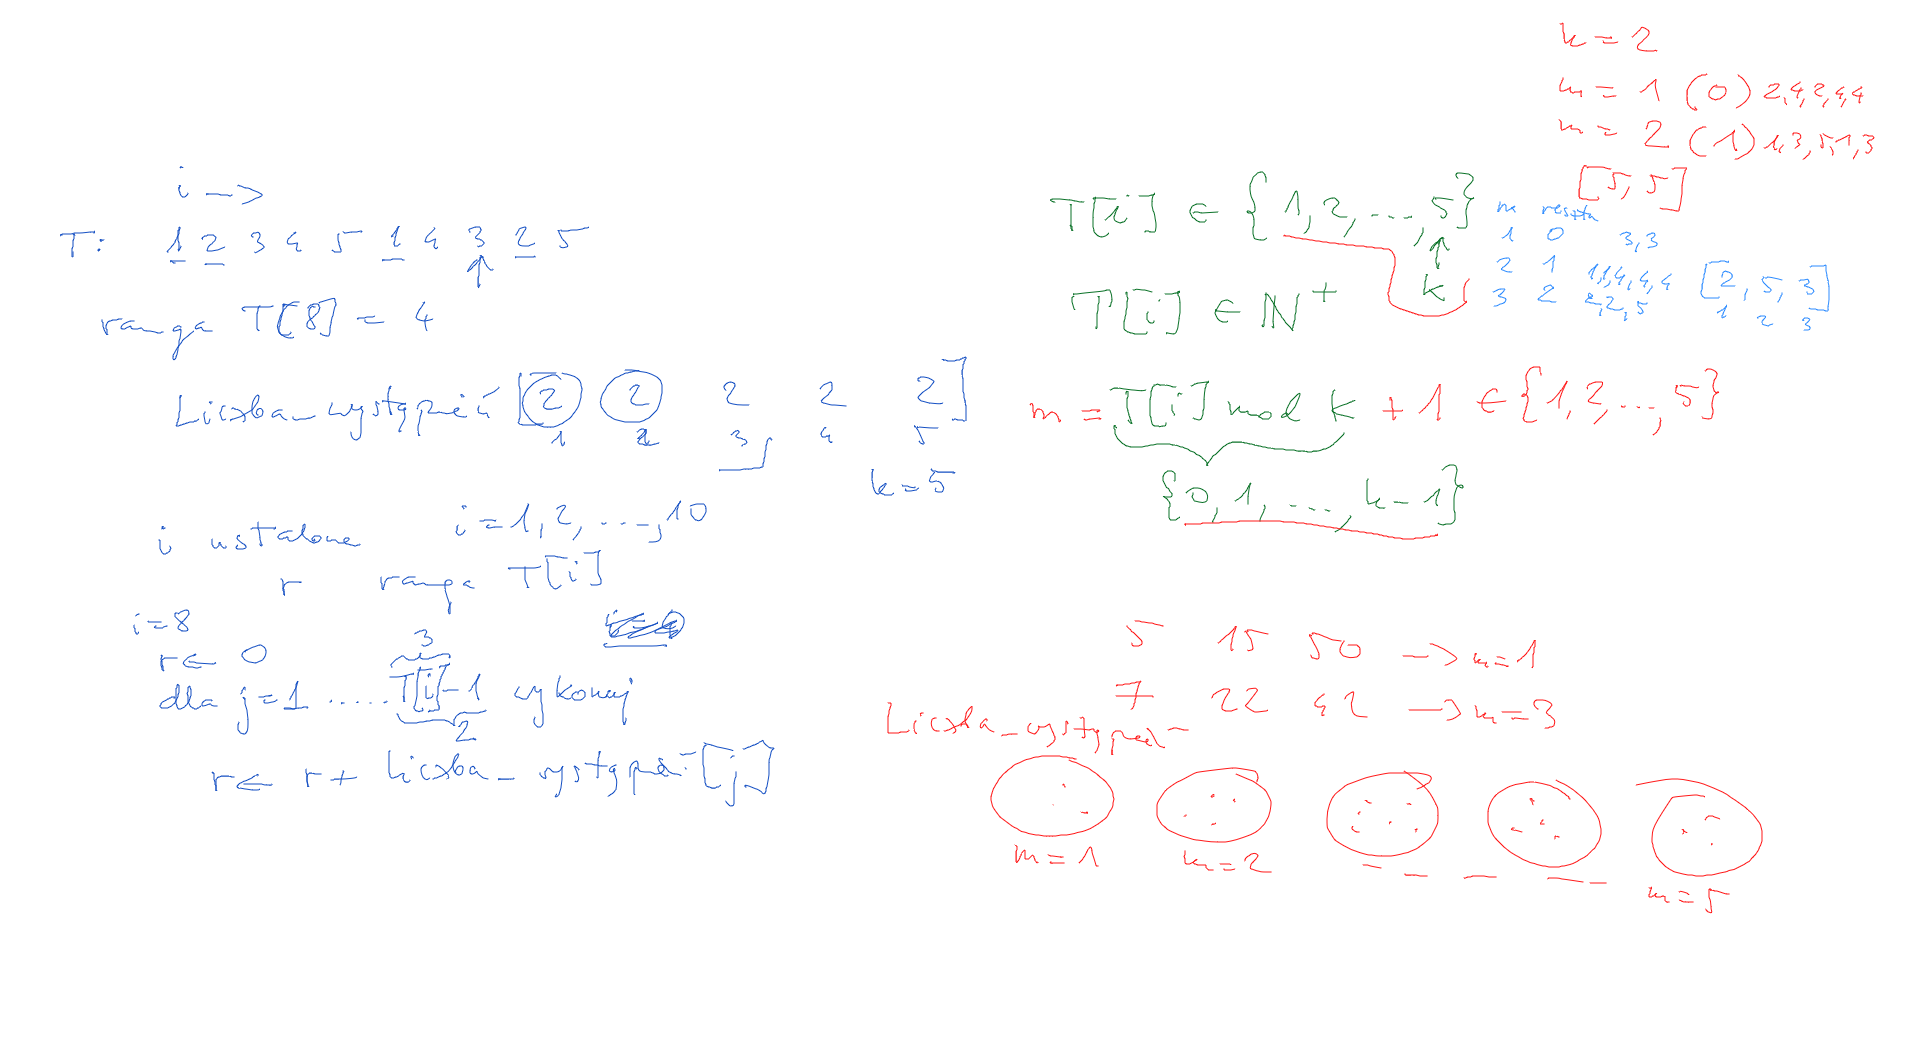 i –>
T: 1 2 3 4 5 1 4 3 2 5
↑
ranga T[8] = 4
Liczba_wystąpień [2 2 2 2 2]
1 2 3 4 5
k=5
i ustalone i=1,2,...,10
r ranga T[i]
i=8
r← 0
3
dla j=1 ..... T[i]-1 wykonaj
2
r← r+ liczba_wystąpień[j]
k=2
m = 1 (0) 2,4,2,4,4
m = 2 (1) 1,3,5,1,3
[5, 5]
T[i] ∈ {1,2,...,5}
↑
k
m reszta
1 0 3,3
2 1 1,1,4,4,4 [2, 5, 3]
3 2 2,2,5 1 2 3
T[i] ∈ ℕ⁺
m = T[i] mod k + 1 ∈ {1,2,...,5}
{0,1,...,k-1}
5 15 50 –> m=1
7 22 42 –> m=3
Liczba_wystąpień
m=1 m=2 m=5